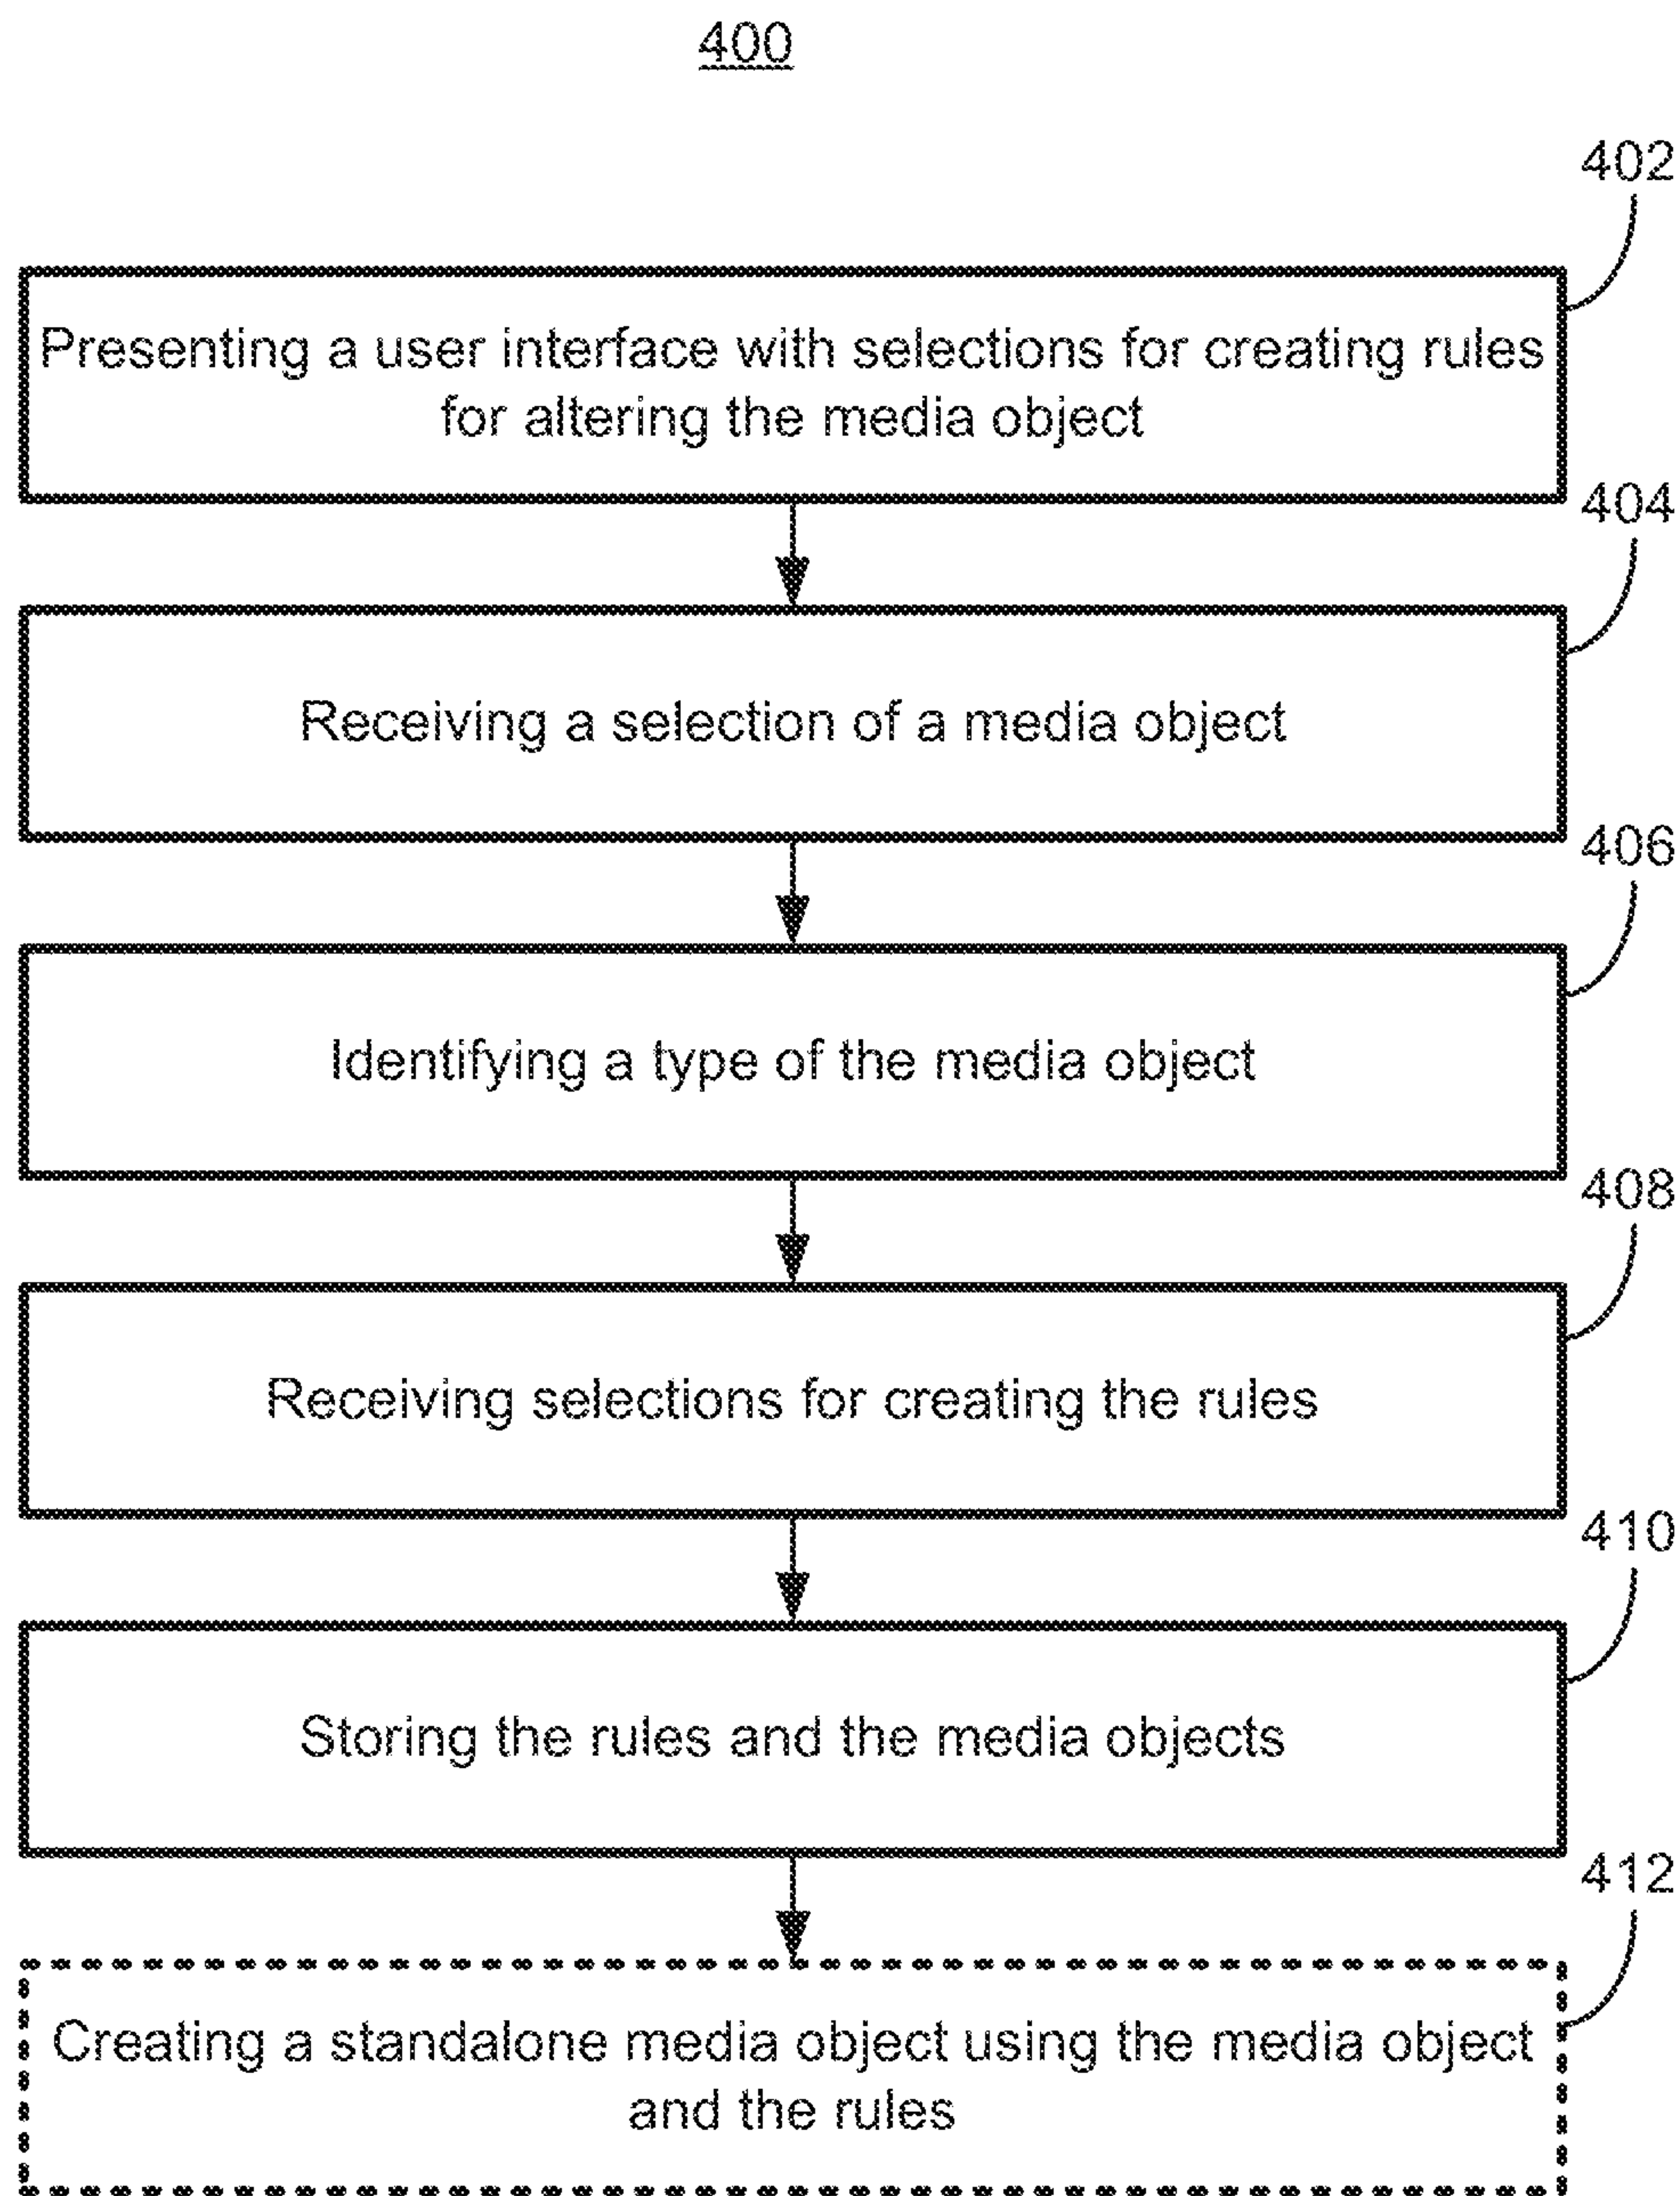 400
402
Presenting a user interface with selections for creating rules
for altering the media object
404
Receiving a selection of a media object
406
Identifying a type of the media object
408
Receiving selections for creating the rules
410
Storing the rules and the media objects
412
Creating a standalone media object using the media object
and the rules